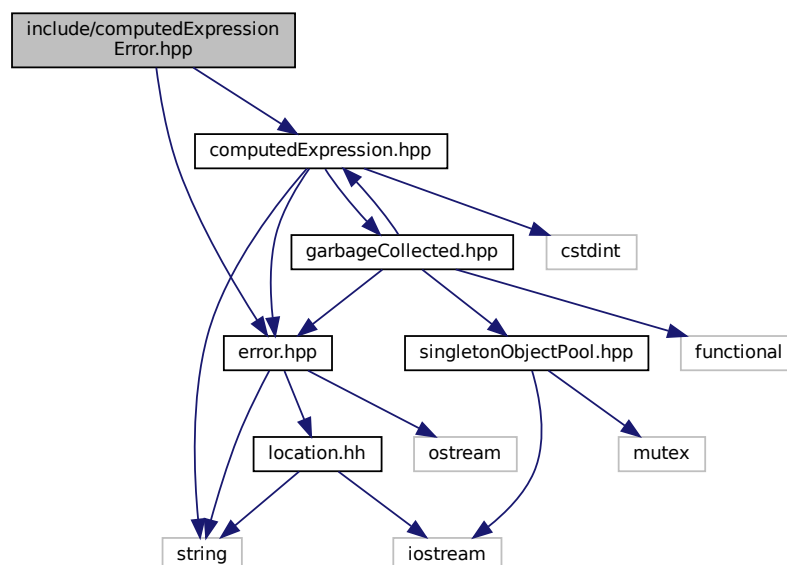 include/computedExpression
Error.hpp
computedExpression.hpp
garbageCollected.hpp
cstdint
error.hpp
singletonObjectPool.hpp
functional
location.hh
ostream
mutex
string
iostream